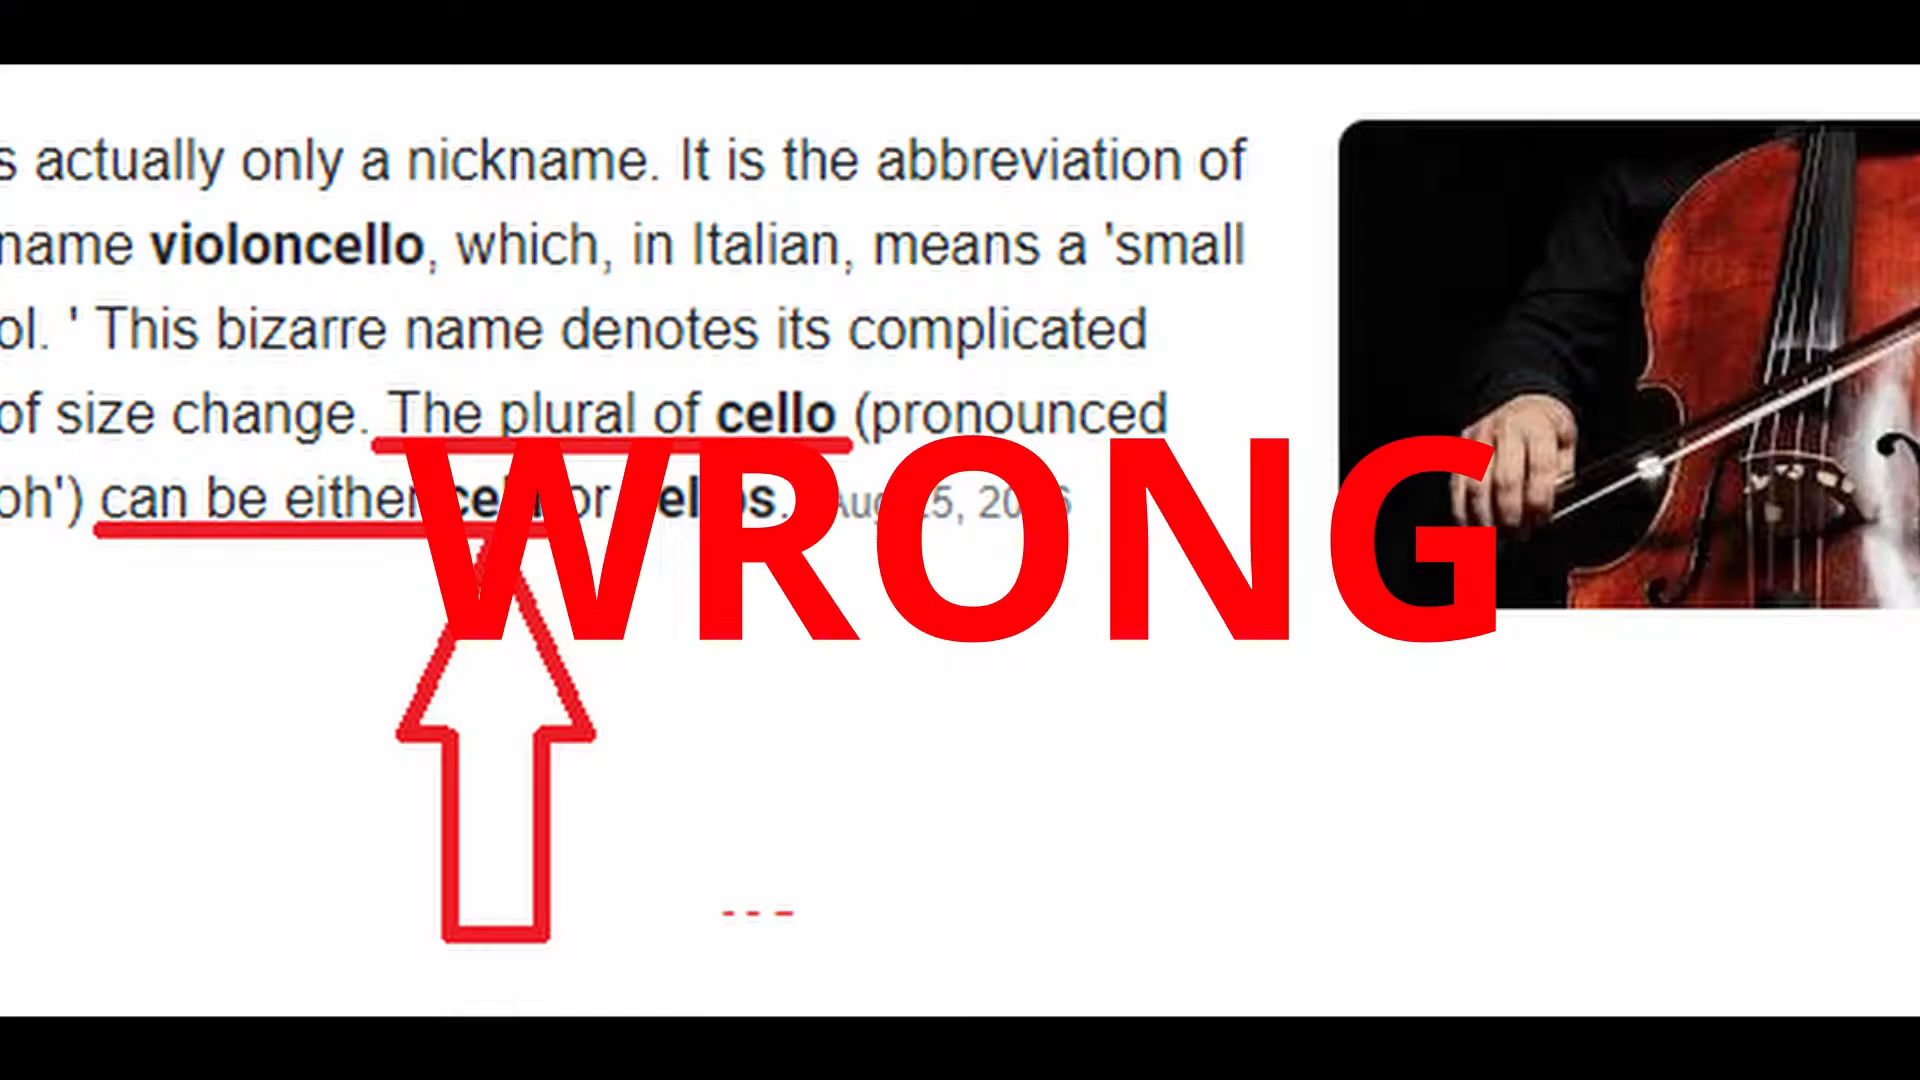 s actually only a nickname. It is the abbreviation of
name violoncello, which, in Italian, means a 'small
ol. ' This bizarre name denotes its complicated
of size change. The plural of cello (pronounced
oh') can be either or
WRONG